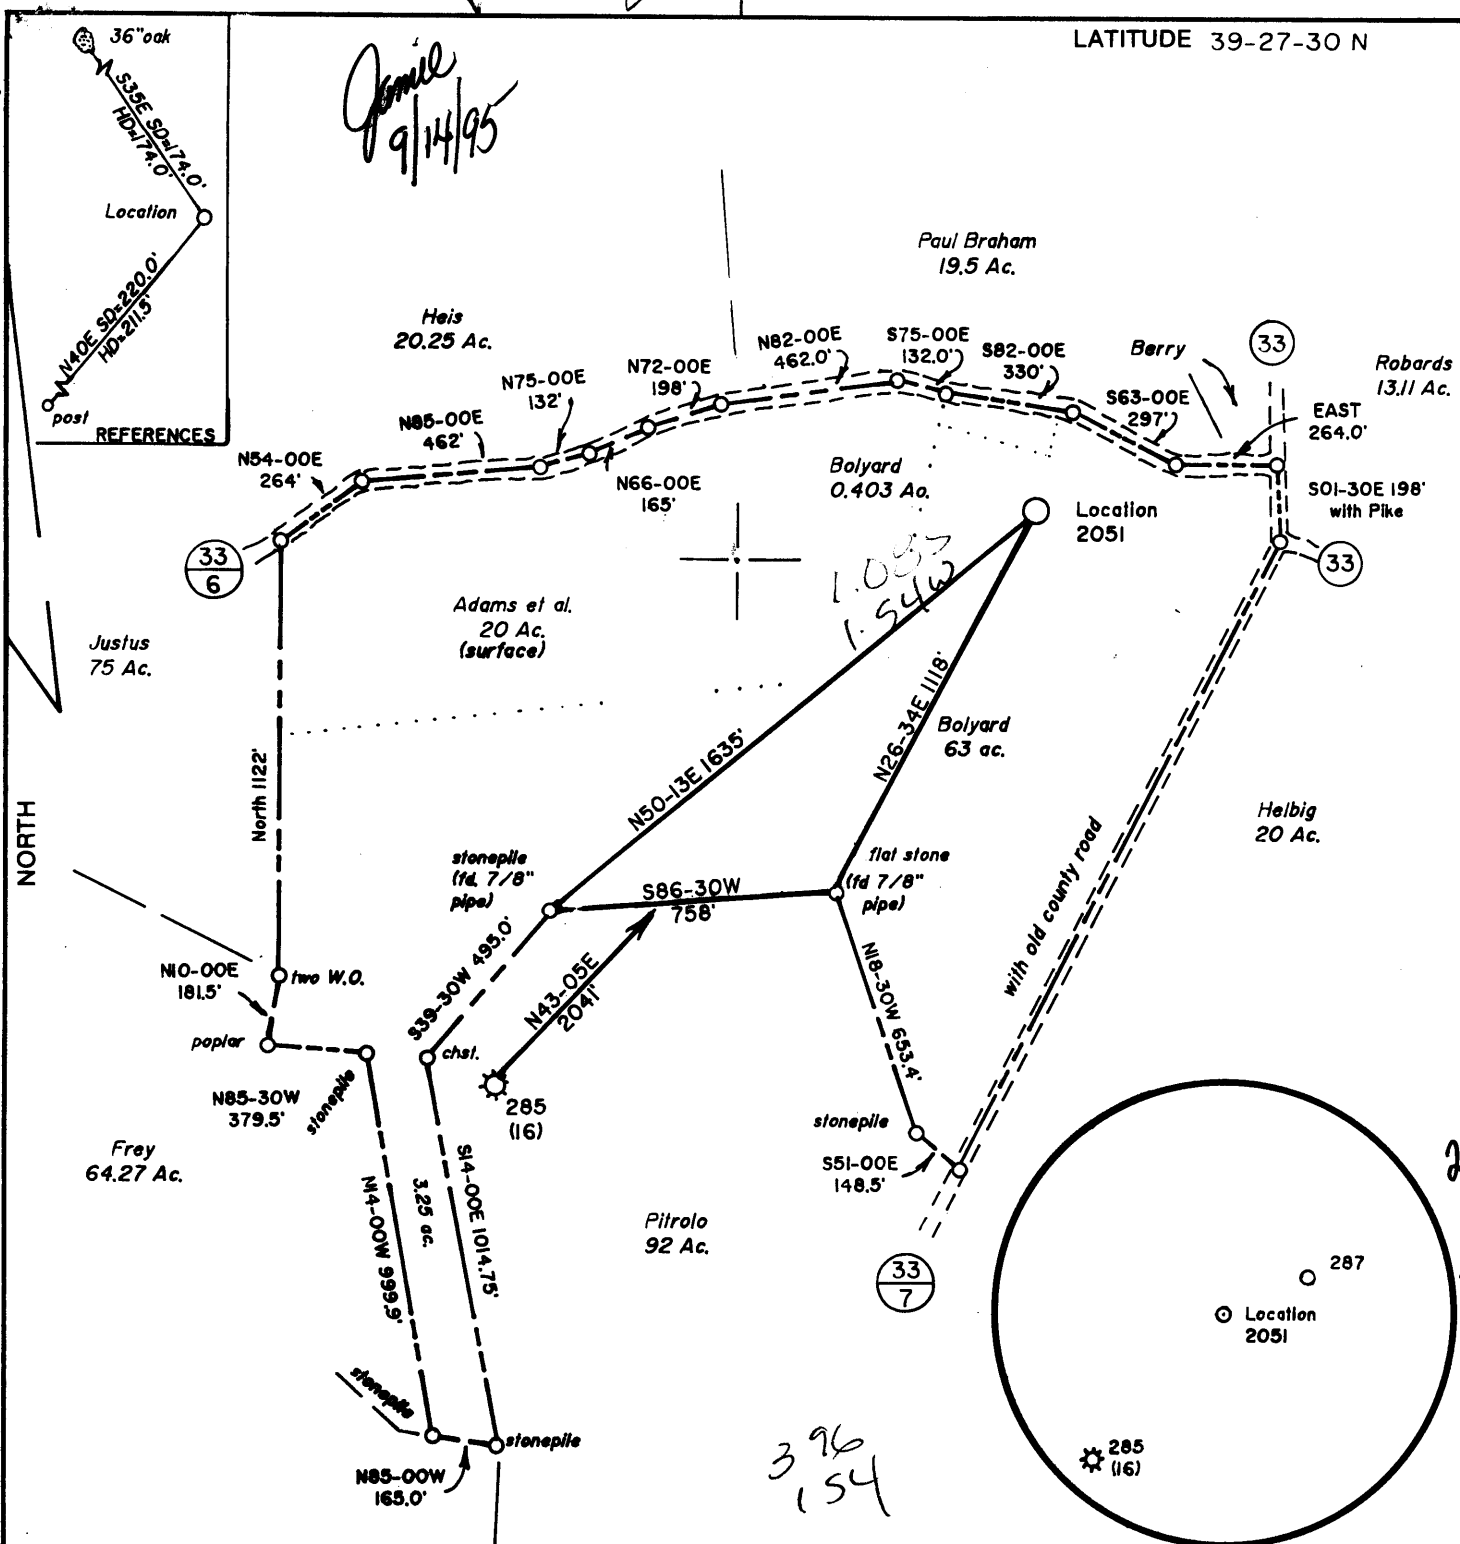 36"oak
S35E SD=174.0'
HD=174.0'
Location
N40E SD=220.0'
HD=211.5'
post
REFERENCES
Jamie
9/14/95
LATITUDE 39-27-30 N
Paul Braham
19.5 Ac.
Heis
20.25 Ac.
N54-00E
264'
N85-00E
462'
N75-00E
132'
N66-00E
165'
N72-00E
198'
N82-00E
462.0'
S75-00E
132.0'
S82-00E
330'
S63-00E
297'
Berry
33
Robards
13.11 Ac.
EAST
264.0'
S01-30E 198'
with Pike
33
33
6
Bolyard
0.403 Ac.
Location
2051
1.54W
Adams et al.
20 Ac.
(surface)
Justus
75 Ac.
North 1122'
NORTH
N50-13E 1635'
N26-34E 1118'
Bolyard
63 ac.
Helbig
20 Ac.
with old county road
stonepile
(fd. 7/8"
pipe)
S86-30W
758'
flat stone
(fd 7/8"
pipe)
N10-00E
181.5'
two W.O.
poplar
N85-30W
379.5'
stonepile
S39-30W 495.0'
chst.
N43-05E
2041'
285
(16)
N18-30W 653.4'
stonepile
S51-00E
148.5'
33
7
Frey
64.27 Ac.
N14-00W 999.9'
3.25 ac.
S14-00E 1014.75'
Pitrolo
92 Ac.
stonepile
stonepile
N85-00W
165.0'
3 96
1 54
287
Location
2051
285
(16)
2